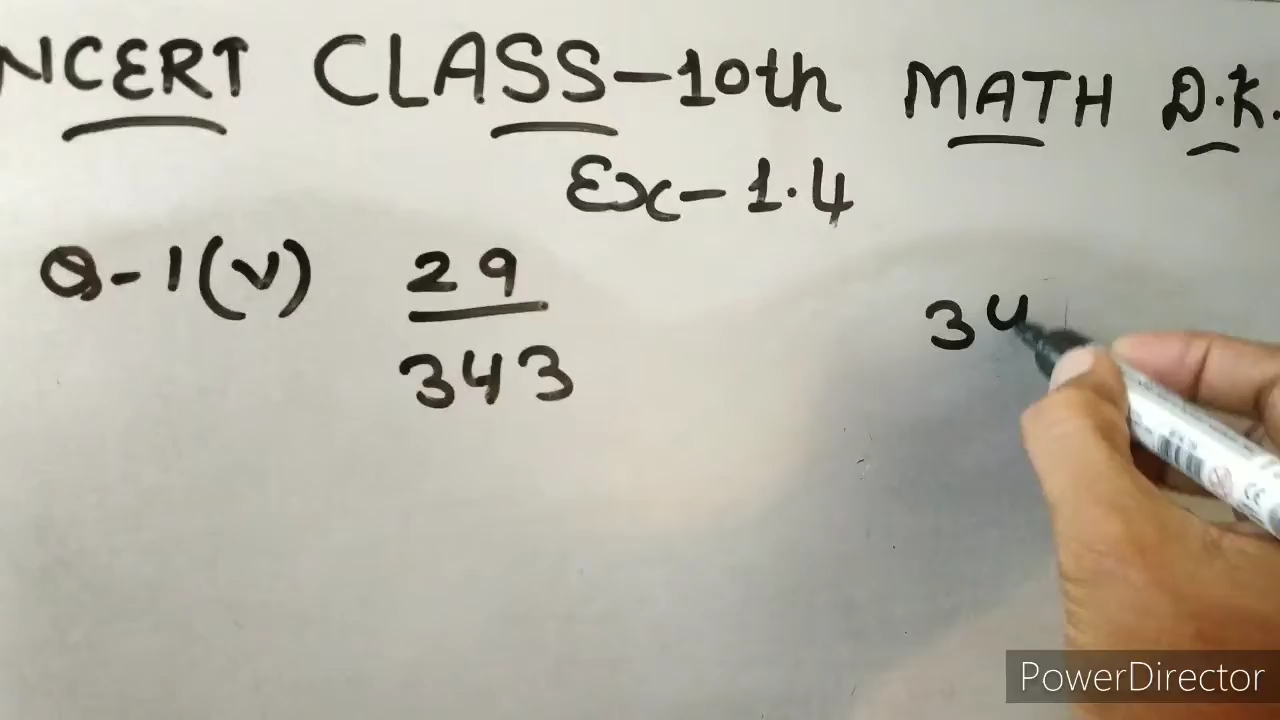 NCERT CLASS-10th MATH D.K.
Ex-1.4
Q-1(v) 29
343
34
PowerDirector